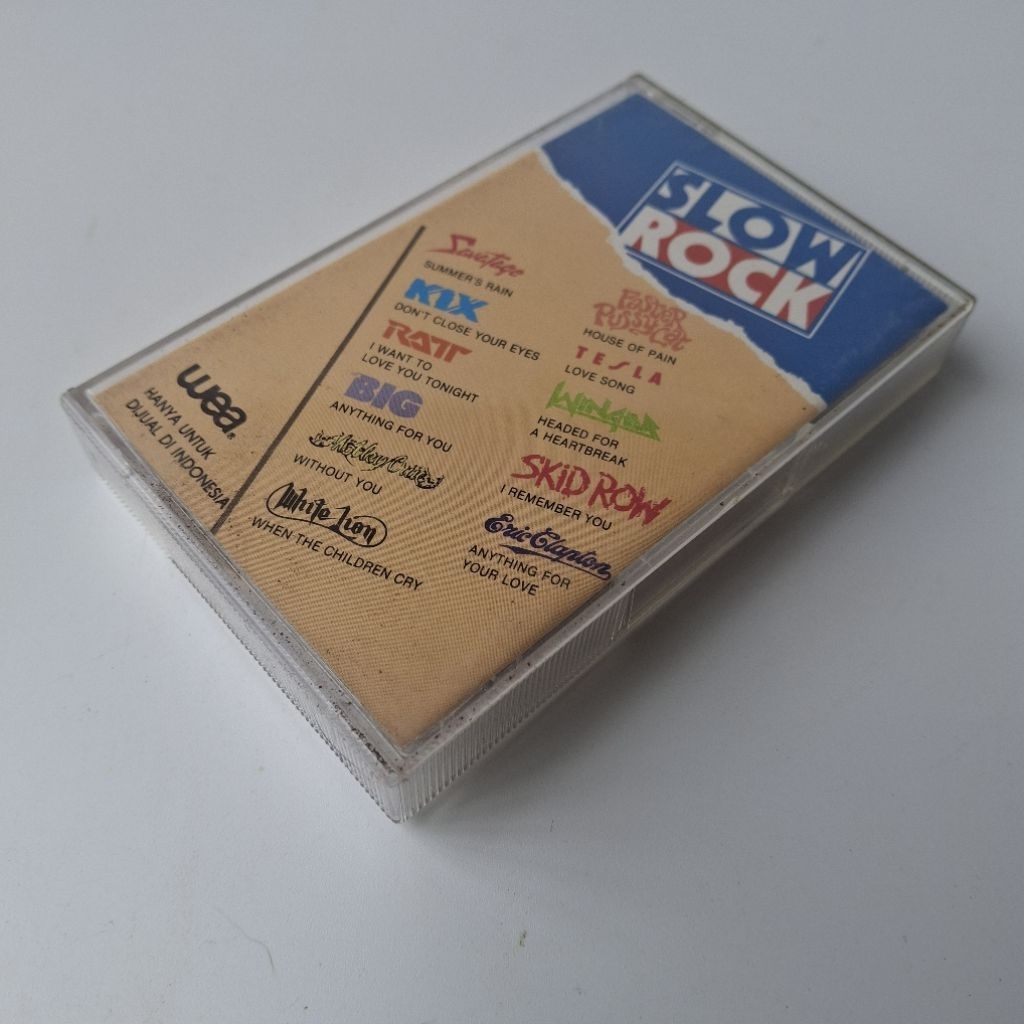 SLOW
ROCK
Savatage
SUMMER'S RAIN
KIX
DON'T CLOSE YOUR EYES
RATT
I WANT TO
LOVE YOU TONIGHT
BIG
ANYTHING FOR YOU
Mötley Crüe
WITHOUT YOU
White Lion
WHEN THE CHILDREN CRY
Faster
Pussycat
HOUSE OF PAIN
TESLA
LOVE SONG
WINGER
HEADED FOR
A HEARTBREAK
SKID ROW
I REMEMBER YOU
Eric Clapton
ANYTHING FOR
YOUR LOVE
wea
HANYA UNTUK
DIJUAL DI INDONESIA